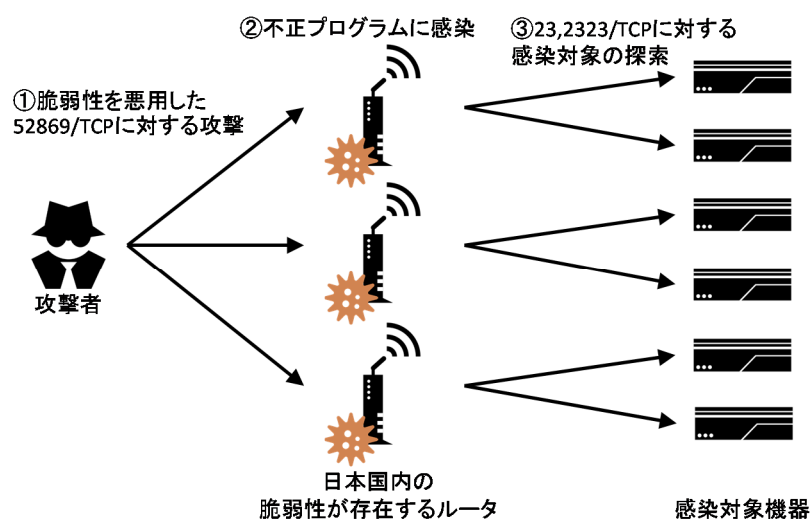 ②不正プログラムに感染
③23,2323/TCPに対する
感染対象の探索
①脆弱性を悪用した
52869/TCPに対する攻撃
攻撃者
日本国内の
脆弱性が存在するルータ
感染対象機器